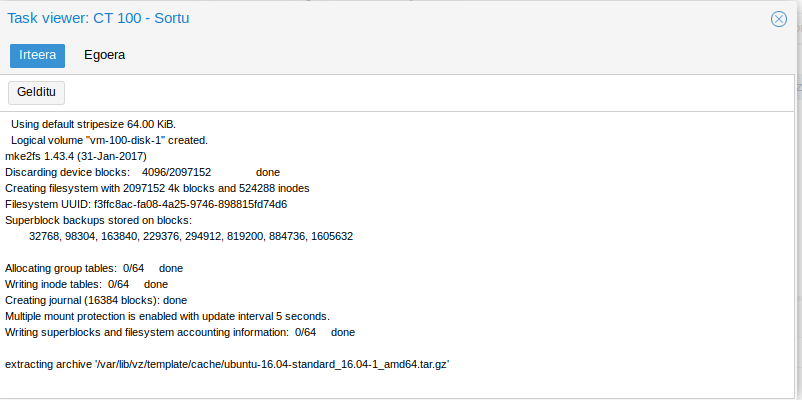 Task viewer: CT 100 - Sortu
Irteera Egoera
Gelditu
Using default stripesize 64.00 KiB.
Logical volume "vm-100-disk-1" created.
mke2fs 1.43.4 (31-Jan-2017)
Discarding device blocks: 4096/2097152 done
Creating filesystem with 2097152 4k blocks and 524288 inodes
Filesystem UUID: f3ffc8ac-fa08-4a25-9746-898815fd74d6
Superblock backups stored on blocks:
32768, 98304, 163840, 229376, 294912, 819200, 884736, 1605632
Allocating group tables: 0/64 done
Writing inode tables: 0/64 done
Creating journal (16384 blocks): done
Multiple mount protection is enabled with update interval 5 seconds.
Writing superblocks and filesystem accounting information: 0/64 done
extracting archive '/var/lib/vz/template/cache/ubuntu-16.04-standard_16.04-1_amd64.tar.gz'